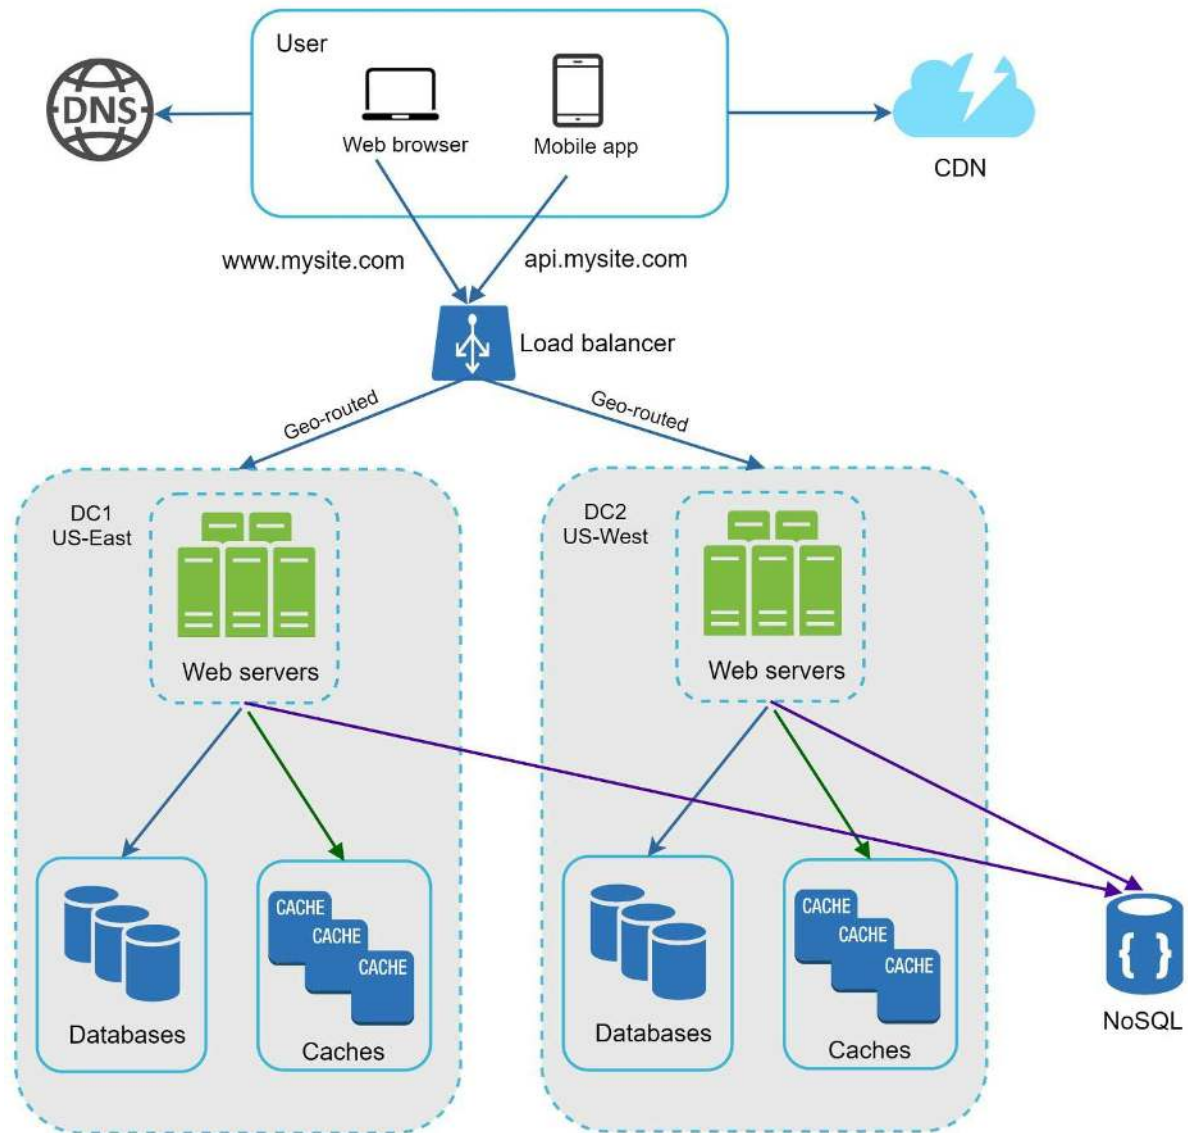 User
DNS
Web browser
Mobile app
CDN
www.mysite.com
api.mysite.com
Load balancer
Geo-routed
Geo-routed
DC1
US-East
DC2
US-West
Web servers
Web servers
CACHE
CACHE
CACHE
CACHE
CACHE
CACHE
{ }
Databases
Caches
Databases
Caches
NoSQL